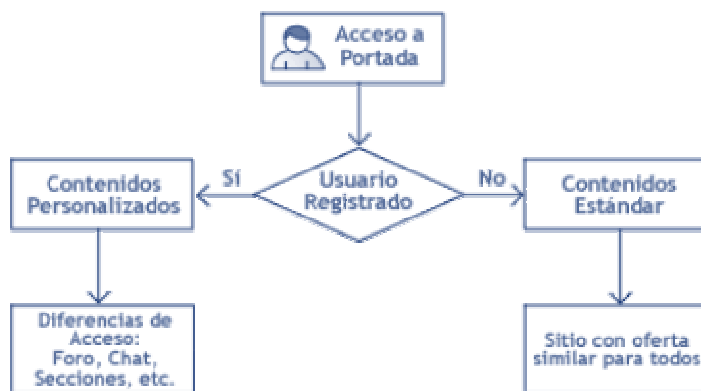 Acceso a
Portada
Sí
Usuario
Registrado
No
Contenidos
Personalizados
Contenidos
Estándar
Diferencias de
Acceso:
Foro, Chat,
Secciones, etc.
Sitio con oferta
similar para todos